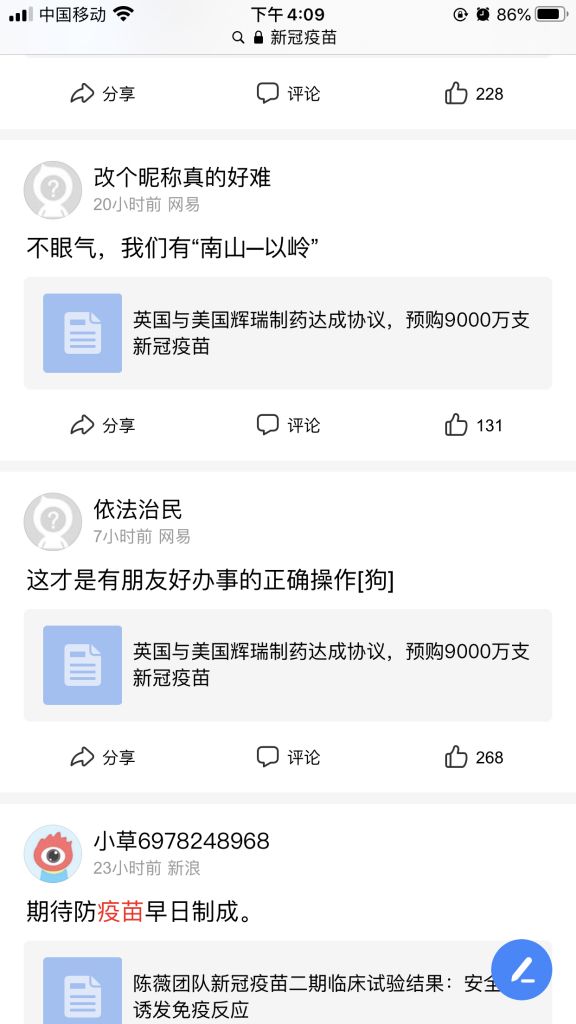 中国移动
下午4:09
86%
新冠疫苗
分享
评论
228
改个昵称真的好难
20小时前 网易
不眼气，我们有“南山—以岭”
英国与美国辉瑞制药达成协议，预购9000万支
新冠疫苗
分享
评论
131
依法治民
7小时前 网易
这才是有朋友好办事的正确操作[狗]
英国与美国辉瑞制药达成协议，预购9000万支
新冠疫苗
分享
评论
268
小草6978248968
23小时前 新浪
期待防疫苗早日制成。
陈薇团队新冠疫苗二期临床试验结果：安全
诱发免疫反应